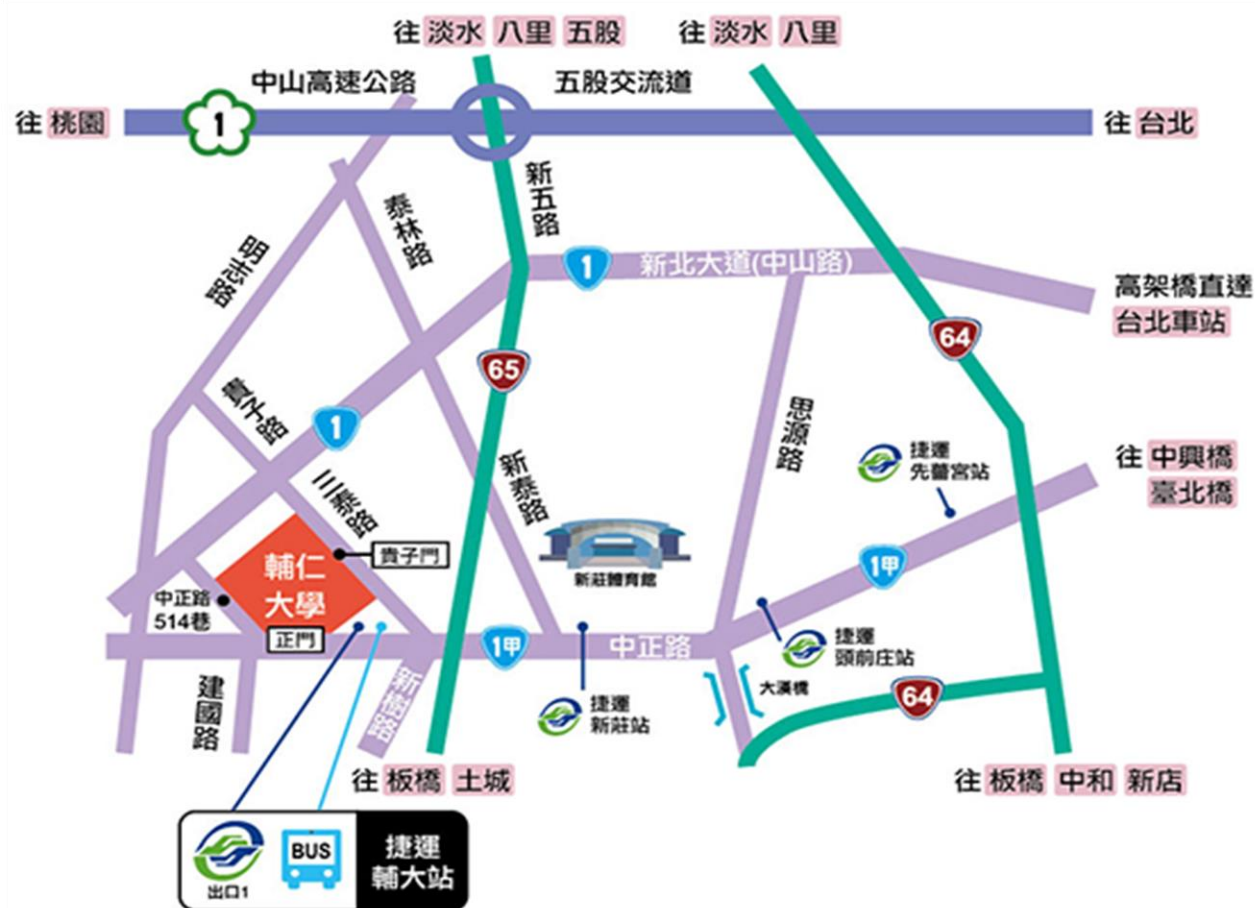 往 淡水 八里 五股
往 淡水 八里
中山高速公路
五股交流道
往 桃園
1
往 台北
新五路
泰林路
明志路
1
新北大道(中山路)
高架橋直達
台北車站
64
65
貴子路
1
思源路
捷運
先嗇宮站
往 中興橋
臺北橋
新泰路
三泰路
新莊體育館
1甲
輔仁
大學
貴子門
中正路
514巷
正門
1甲
中正路
捷運
頭前庄站
大漢橋
建國路
捷運
新莊站
64
往 板橋 土城
往 板橋 中和 新店
出口1
BUS
捷運
輔大站